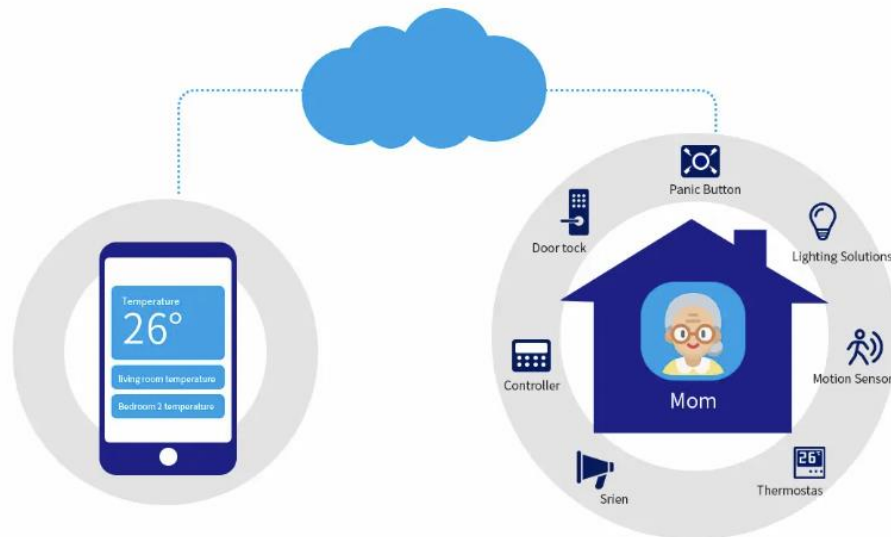 Temperature
26°
living room temperature
Bedroom 2 temperature
Panic Button
Door tock
Lighting Solutions
Controller
Motion Sensor
Mom
Srien
26°
Thermostas